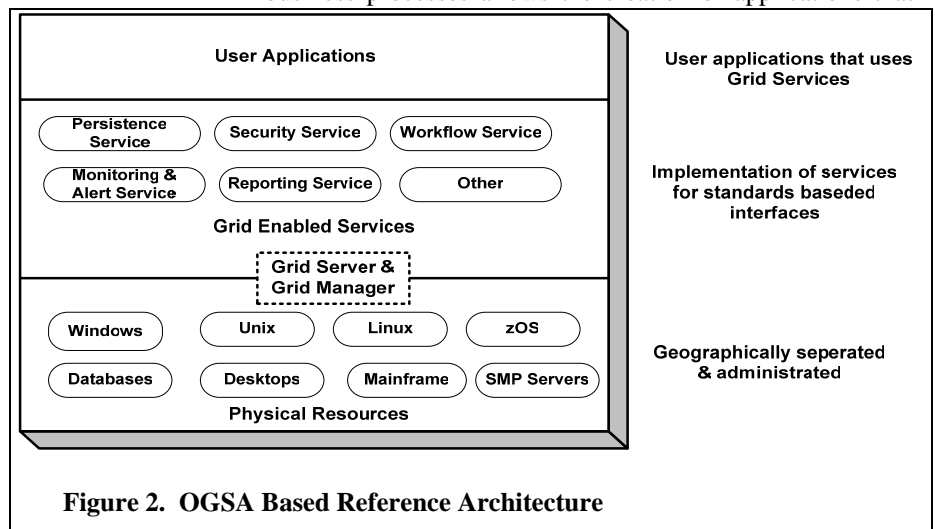 User Applications
User applications that uses
Grid Services
Persistence
Service
Security Service
Workflow Service
Monitoring &
Alert Service
Reporting Service
Other
Grid Enabled Services
Implementation of services
for standards baseded
interfaces
Grid Server &
Grid Manager
Windows
Unix
Linux
zOS
Databases
Desktops
Mainframe
SMP Servers
Physical Resources
Geographically seperated
& administrated
Figure 2. OGSA Based Reference Architecture